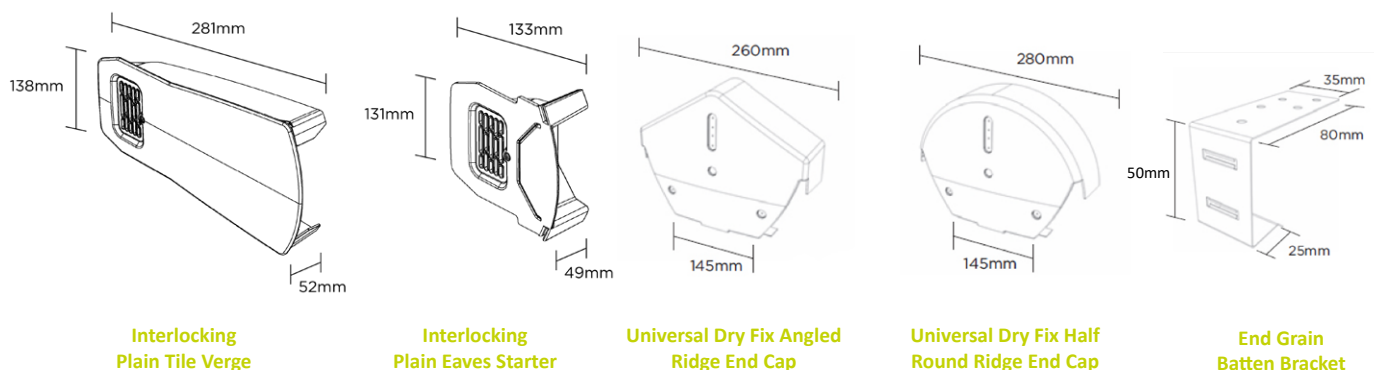 281mm
138mm
52mm
Interlocking
Plain Tile Verge
133mm
131mm
49mm
Interlocking
Plain Eaves Starter
260mm
145mm
Universal Dry Fix Angled
Ridge End Cap
280mm
145mm
Universal Dry Fix Half
Round Ridge End Cap
35mm
80mm
50mm
25mm
End Grain
Batten Bracket